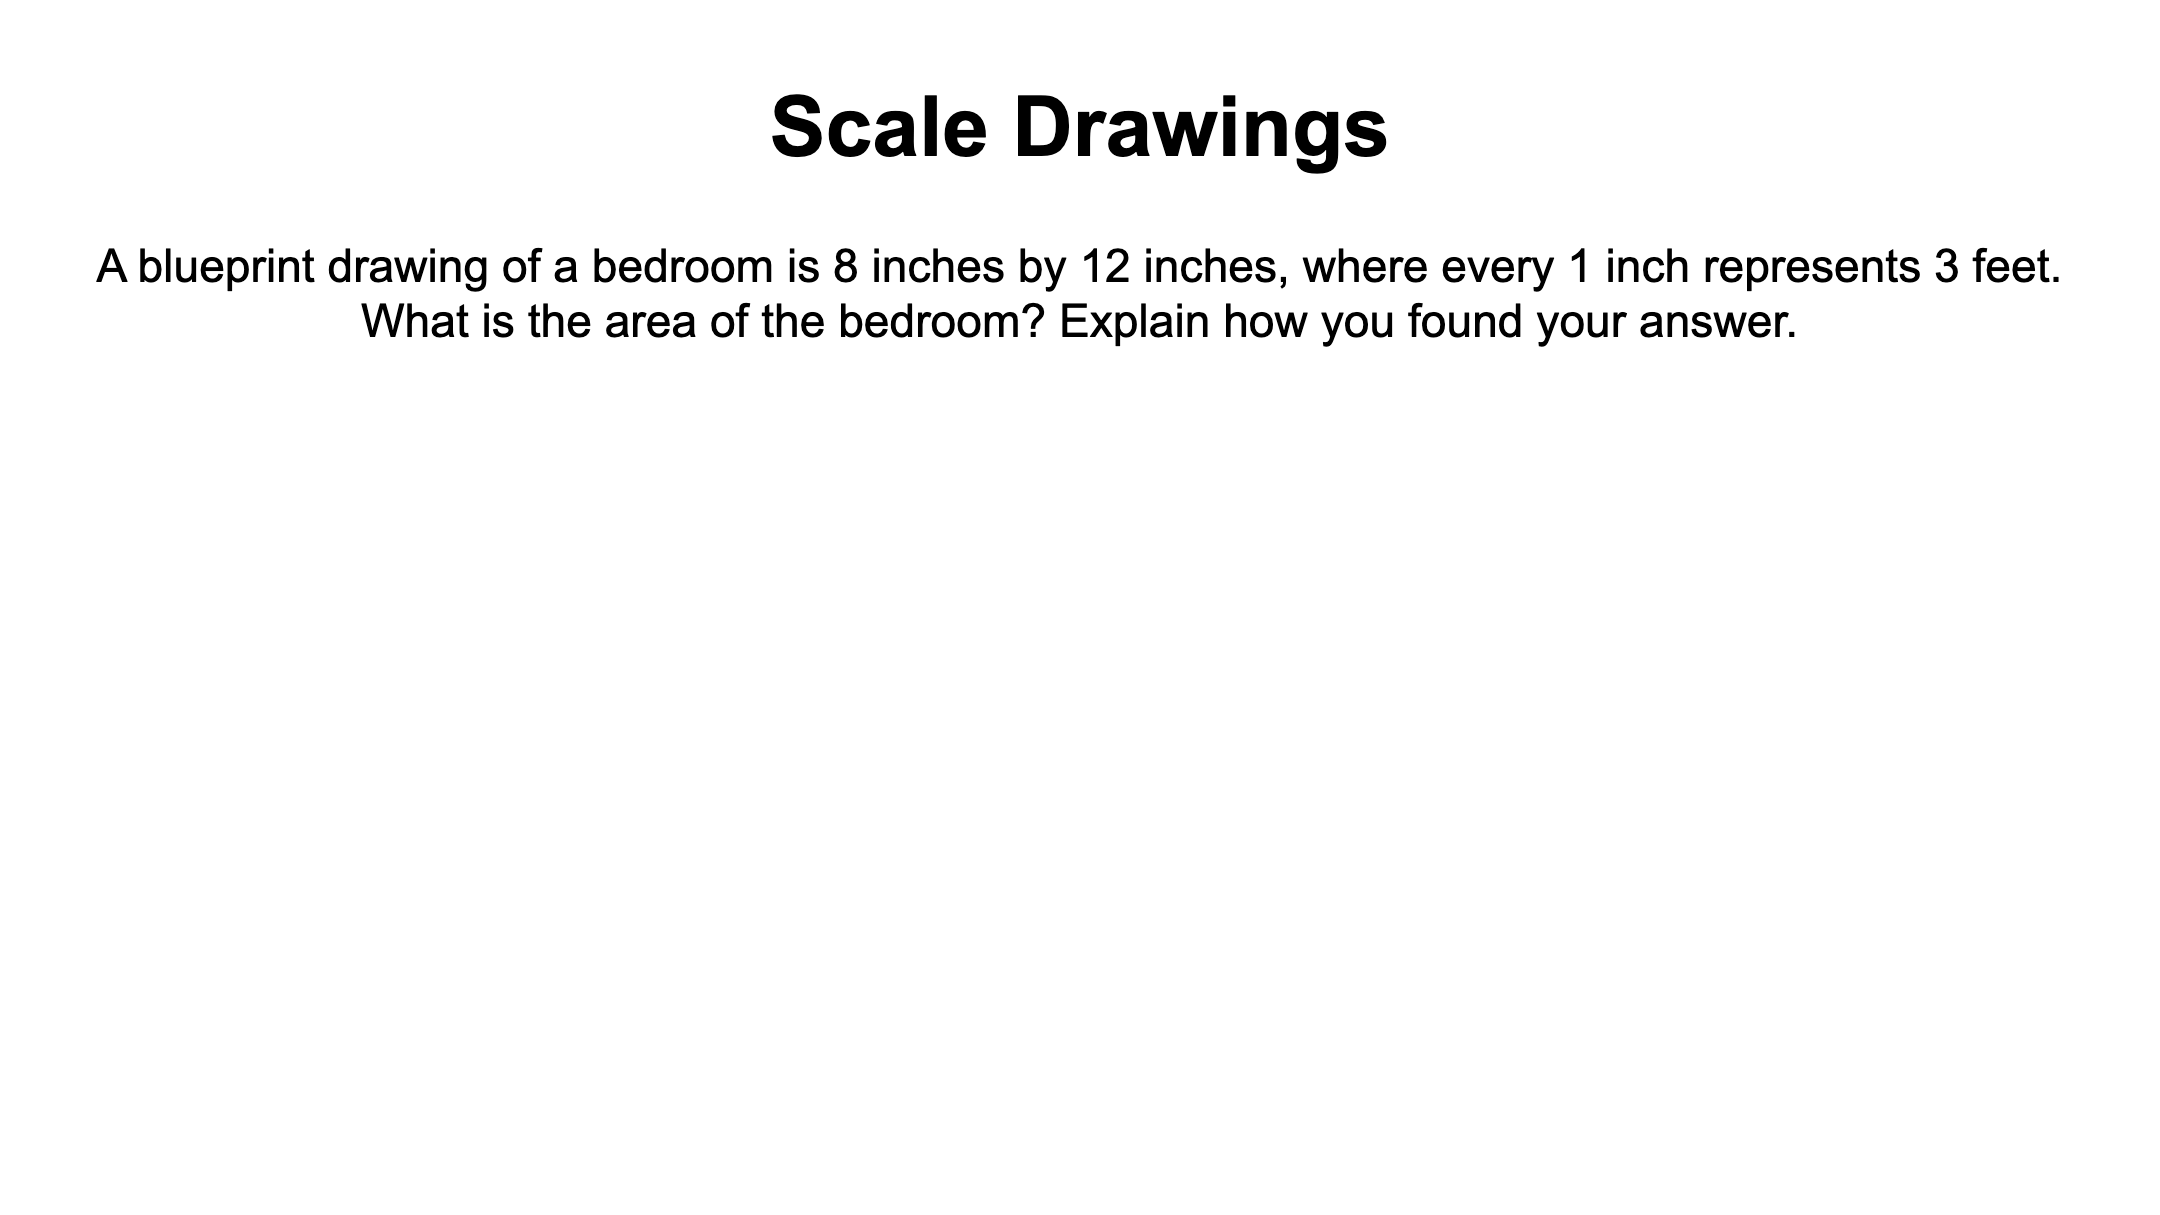 Scale Drawings
A blueprint drawing of a bedroom is 8 inches by 12 inches, where every 1 inch represents 3 feet.
What is the area of the bedroom? Explain how you found your answer.